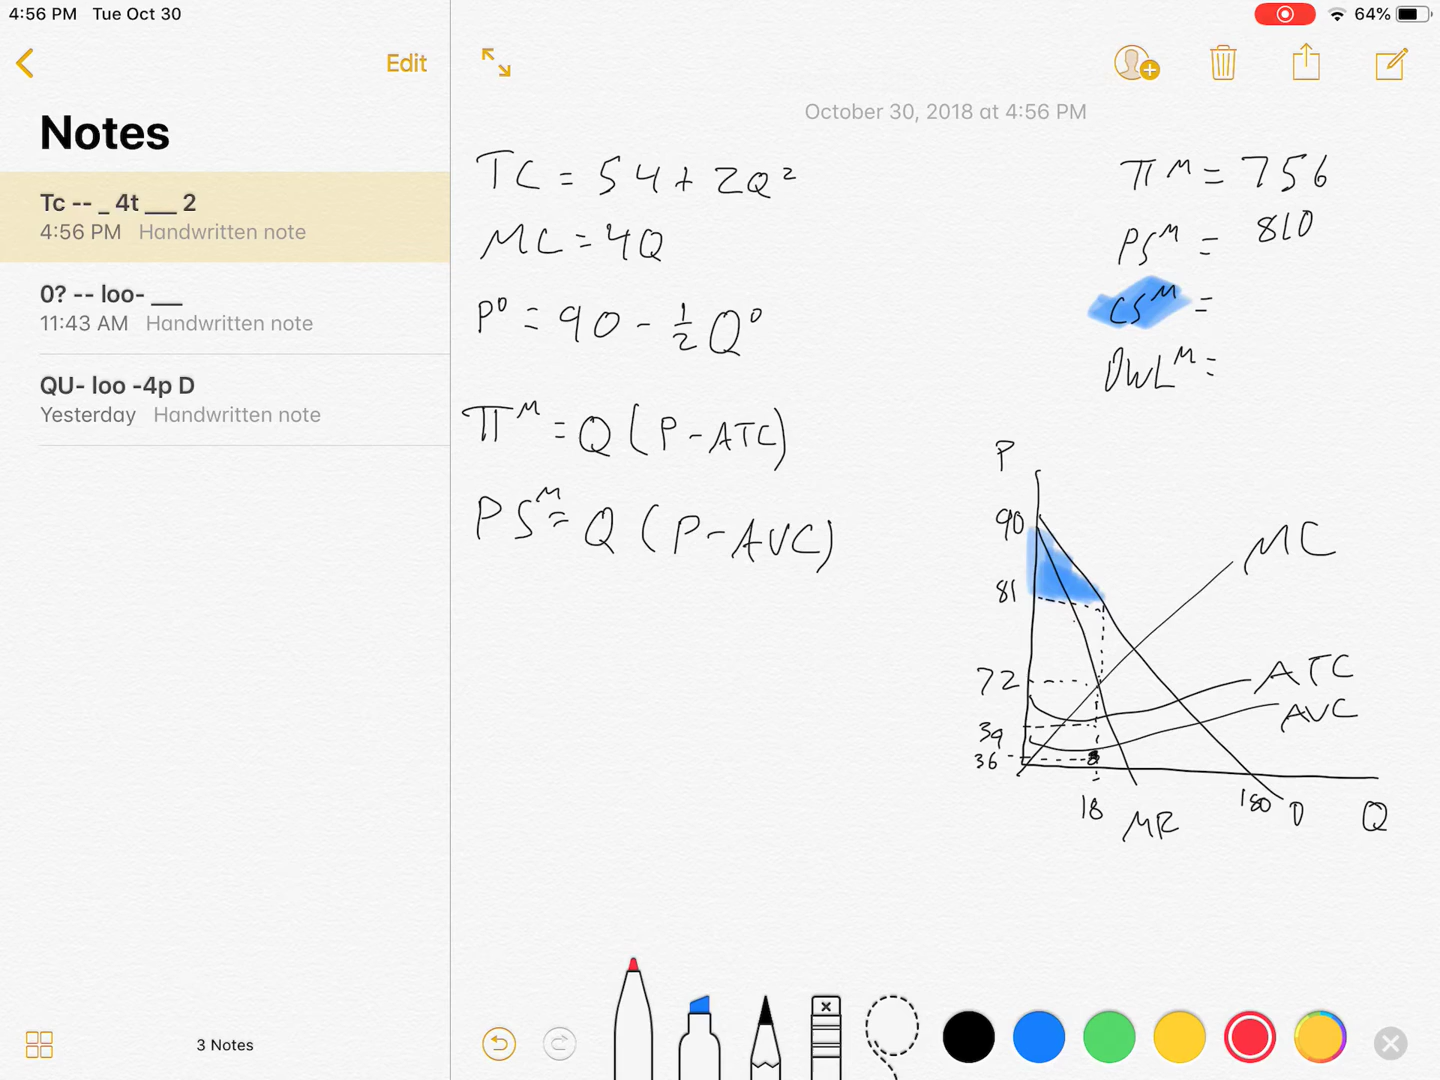 4:56 PM Tue Oct 30
64%
Edit
Notes
Tc -- _ 4t ___ 2
4:56 PM Handwritten note
0? -- loo- ___
11:43 AM Handwritten note
QU- loo -4p D
Yesterday Handwritten note
3 Notes
October 30, 2018 at 4:56 PM
TC = 54 + 2Q²
MC = 4Q
P^D = 90 - 1/2 Q^D
π^M = Q (P - ATC)
PS^M = Q (P - AVC)
π^M = 756
PS^M = 810
CS^M =
DWL^M =
P
90
MC
81
72
ATC
AVC
39
36
18
180
D
Q
MR